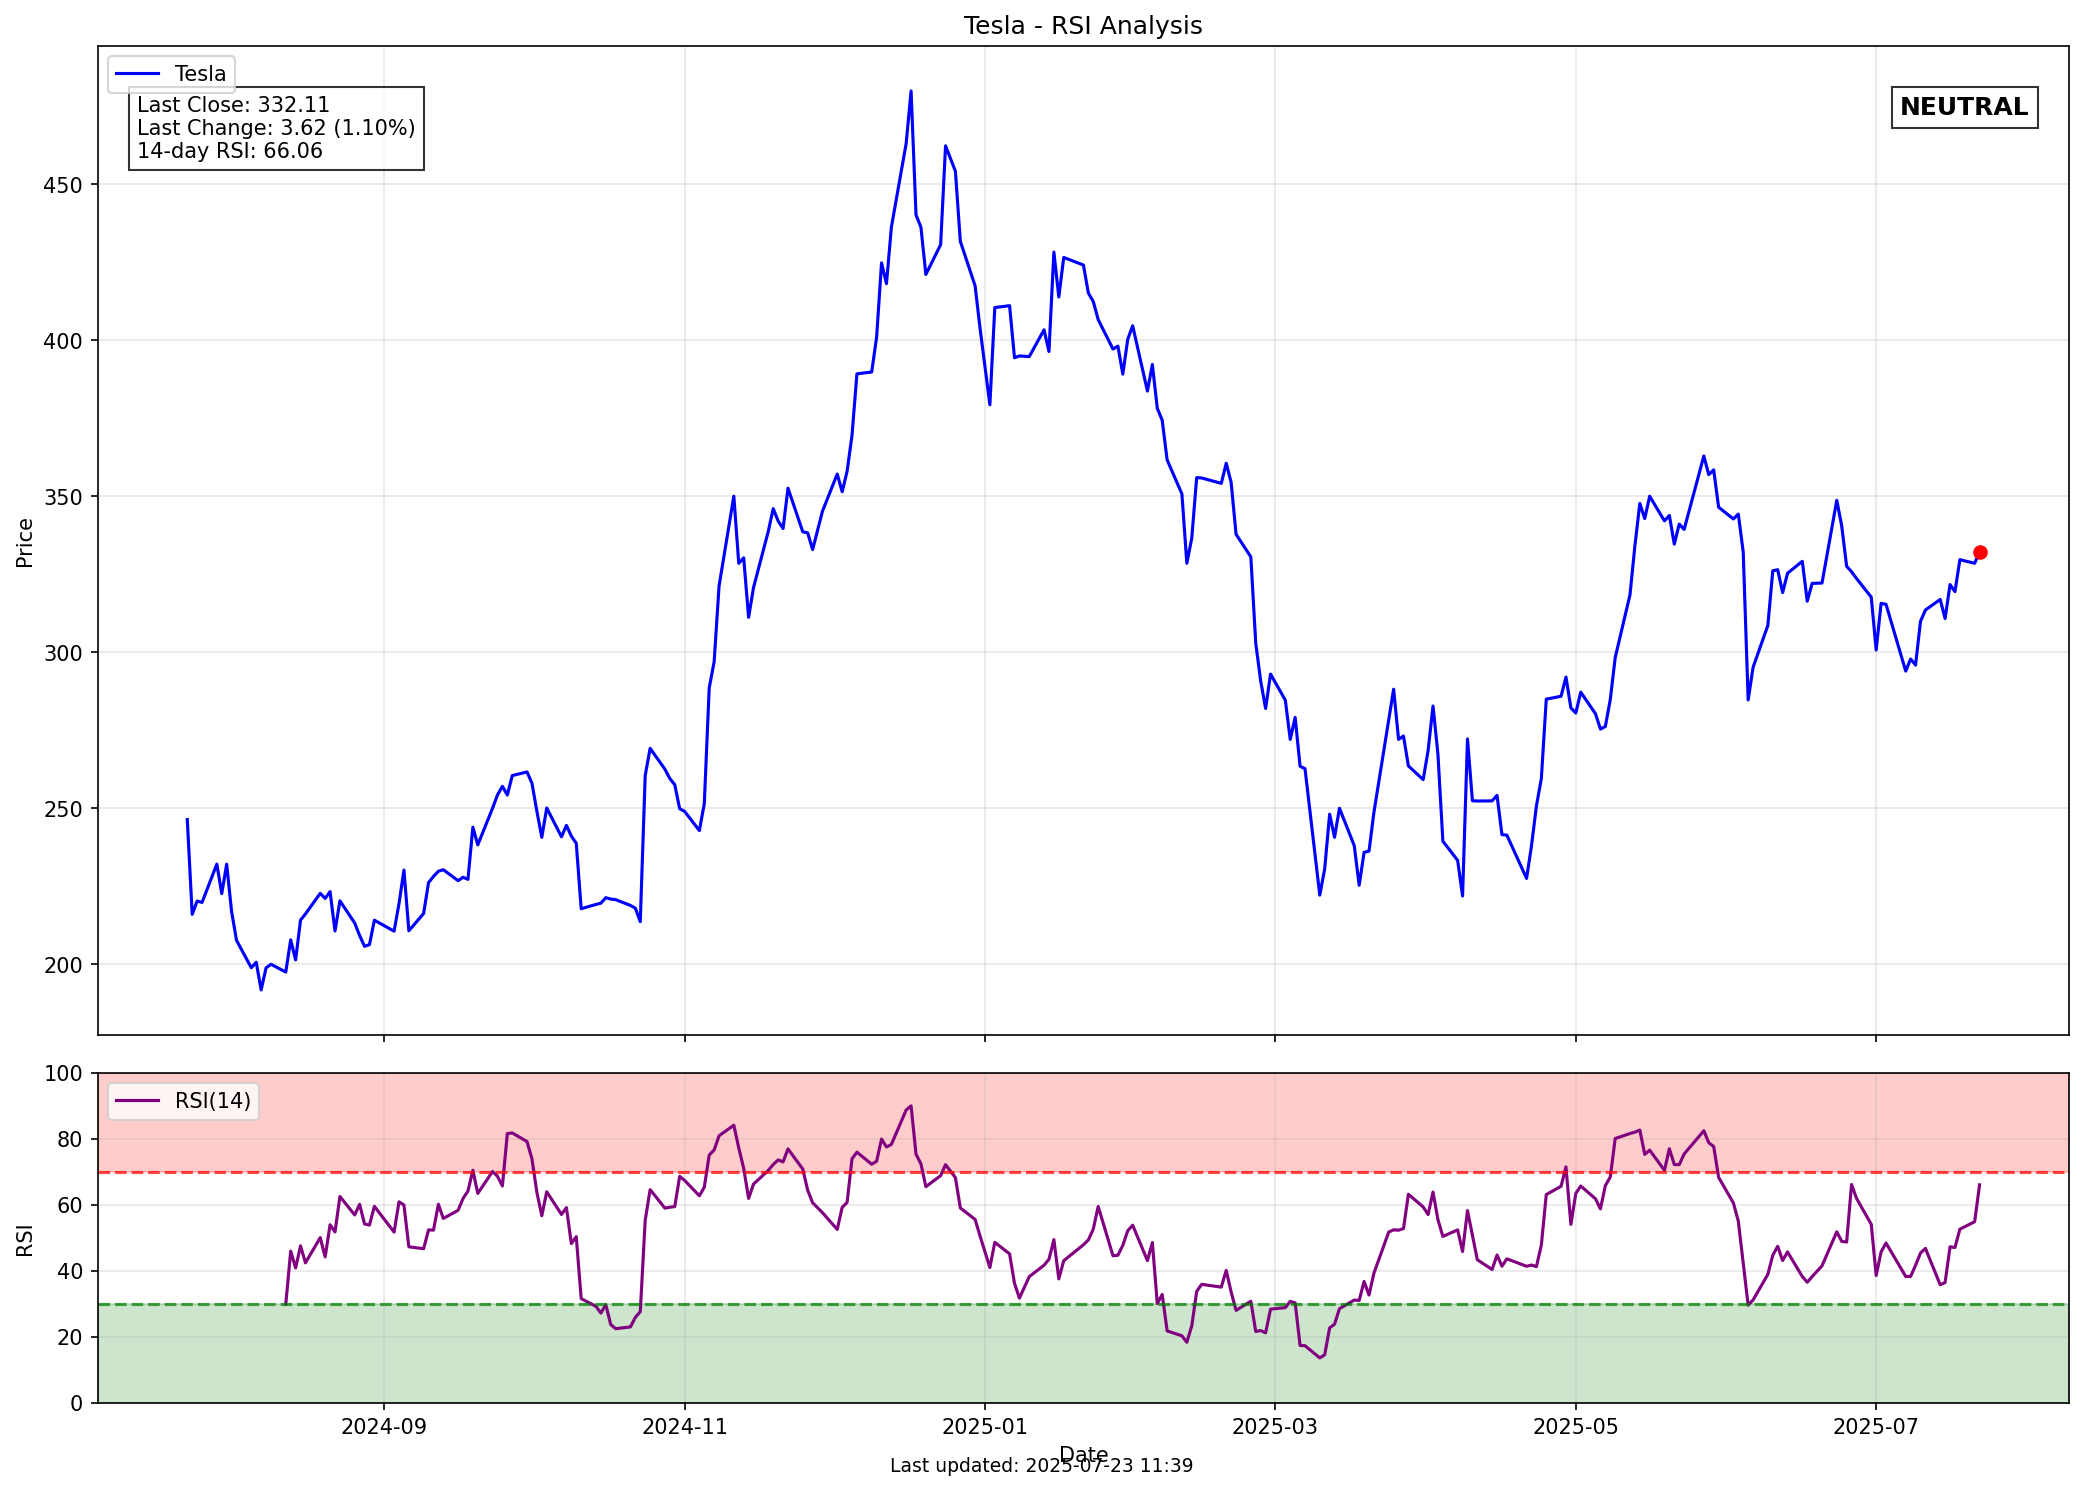 Tesla - RSI Analysis
Tesla
Last Close: 332.11
Last Change: 3.62 (1.10%)
14-day RSI: 66.06
NEUTRAL
Price
450
400
350
300
250
200
RSI(14)
RSI
100
80
60
40
20
0
2024-09
2024-11
2025-01
2025-03
2025-05
2025-07
Date
Last updated: 2025-07-23 11:39